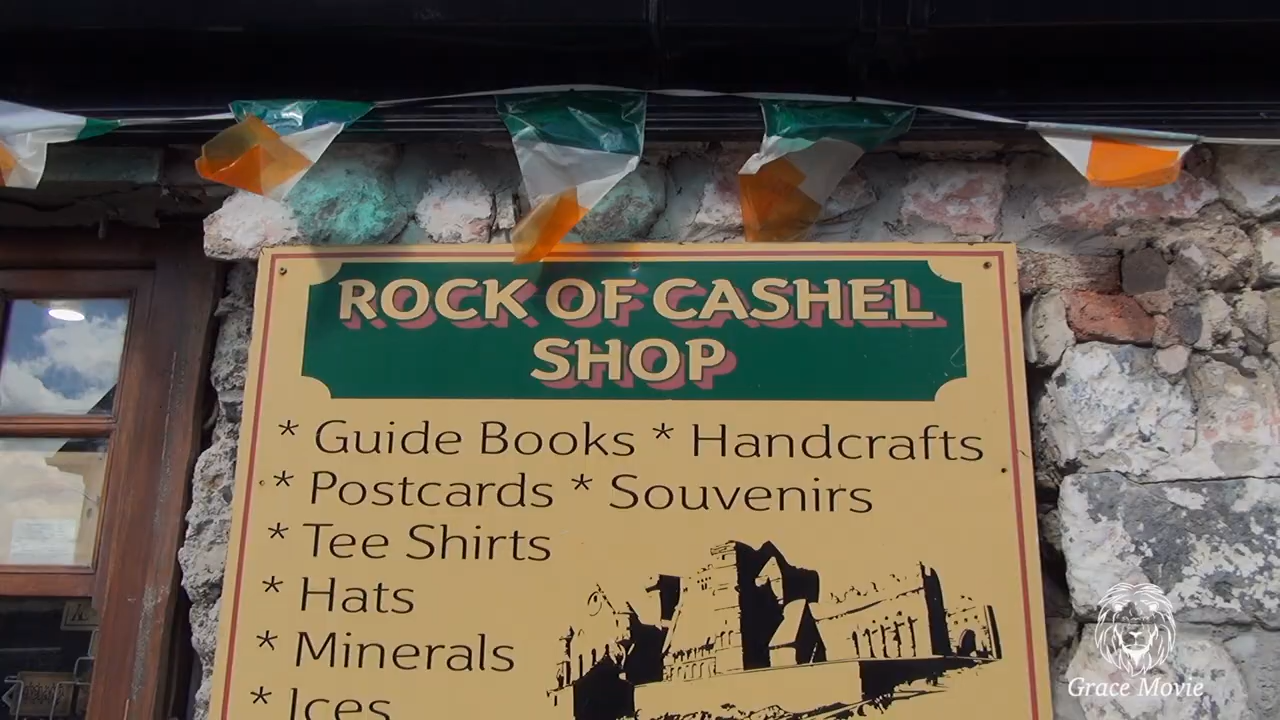 ROCK OF CASHEL
SHOP
* Guide Books * Handcrafts
* Postcards * Souvenirs
* Tee Shirts
* Hats
* Minerals
* Ices
Grace Movie